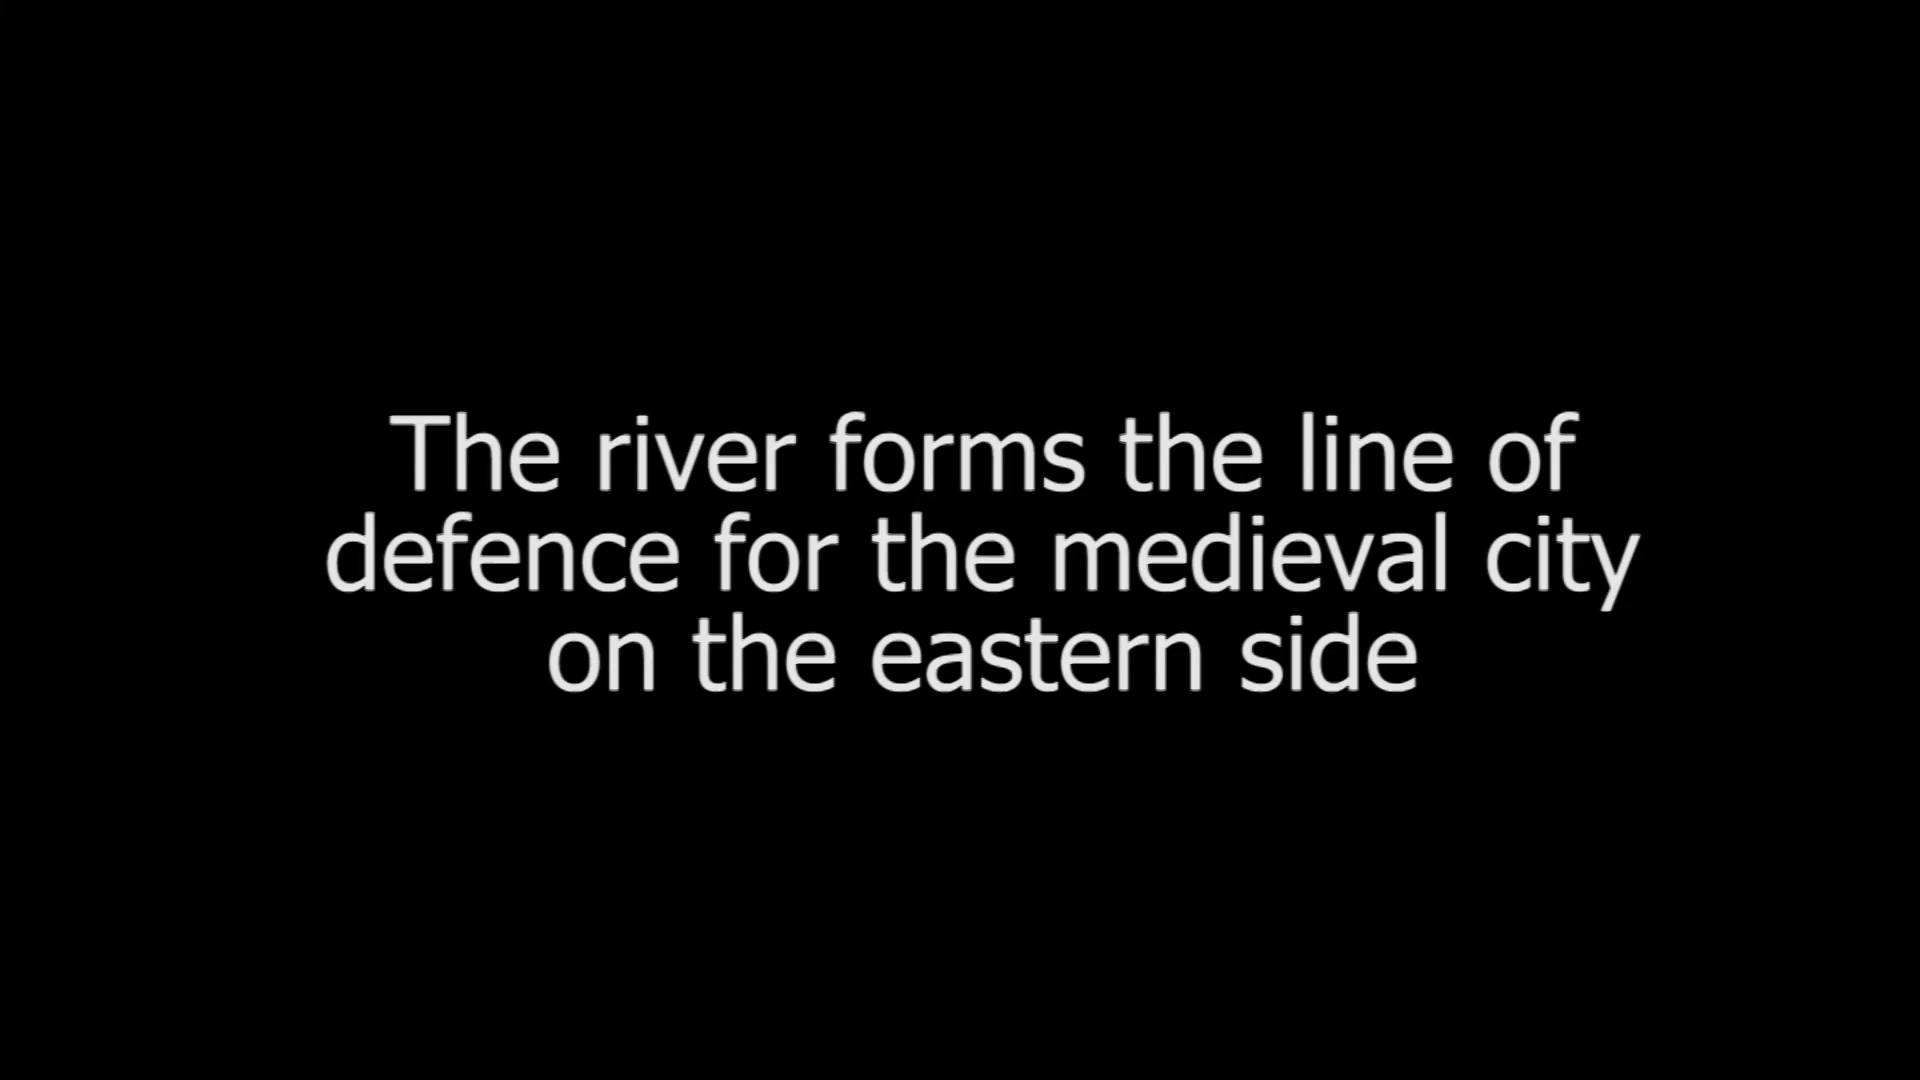 The river forms the line of
defence for the medieval city
on the eastern side